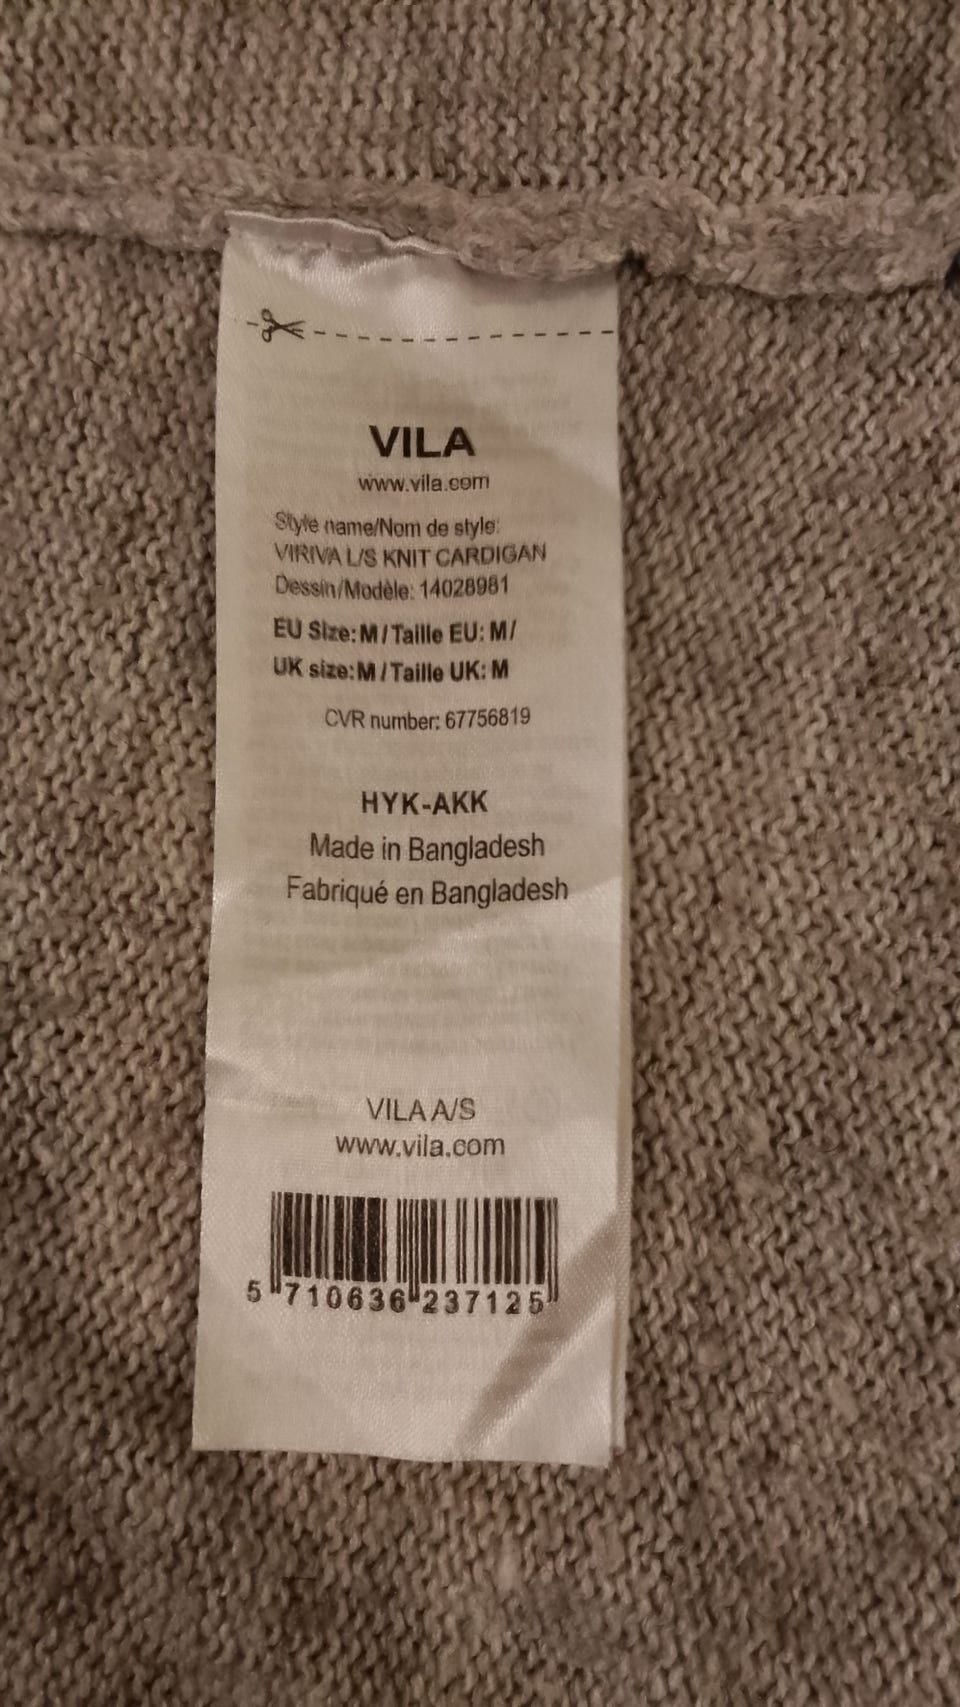 VILA
www.vila.com
Style name/Nom de style:
VIRIVA L/S KNIT CARDIGAN
Dessin/Modèle: 14028981
EU Size: M / Taille EU: M /
UK size: M / Taille UK: M
CVR number: 67756819
HYK-AKK
Made in Bangladesh
Fabriqué en Bangladesh
VILA A/S
www.vila.com
5 710636 237125